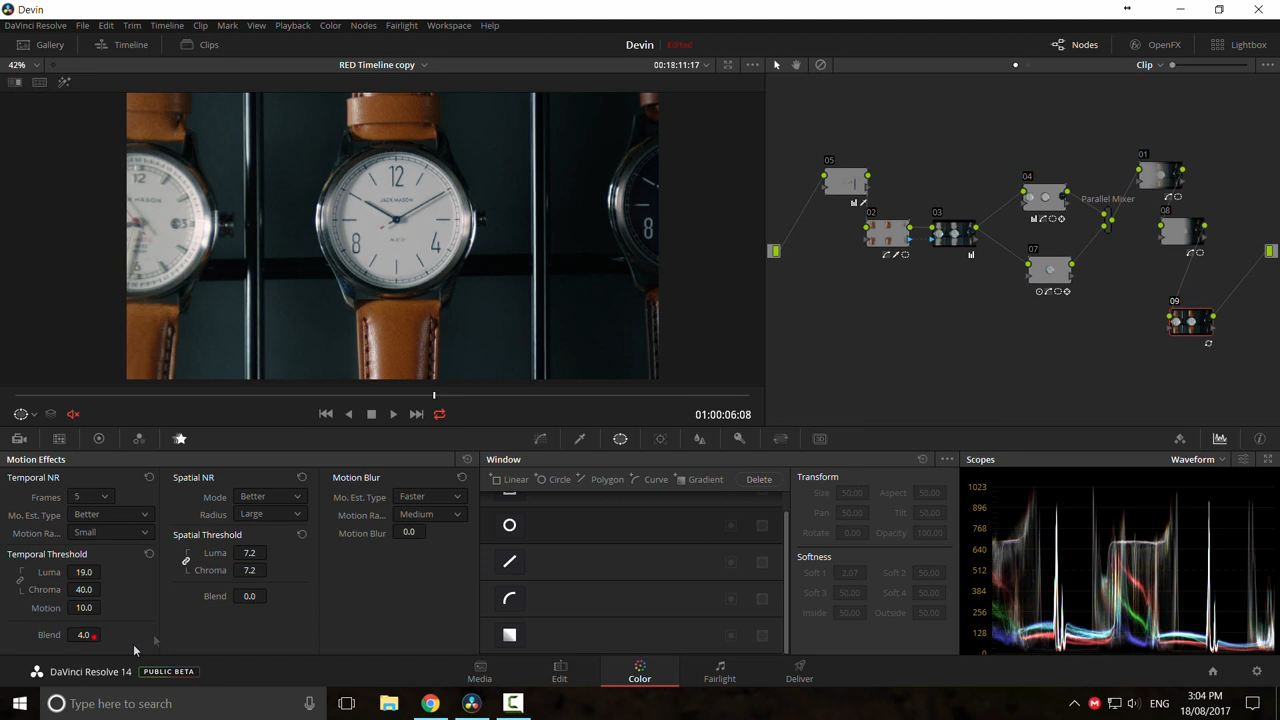 Devin
DaVinci Resolve File Edit Trim Timeline Clip Mark View Playback Color Nodes Fairlight Workspace Help
Gallery Timeline Clips Devin Edited Nodes OpenFX Lightbox
42% RED Timeline copy 00:18:11:17 Clip
12
JACK MASON
8 4
31
8
05
02
03
04
07
Parallel Mixer
01
08
09
01:00:06:08
Motion Effects
Temporal NR
Frames 5
Mo. Est. Type Better
Motion Ra... Small
Temporal Threshold
Luma 19.0
Chroma 40.0
Motion 10.0
Blend 4.0
Spatial NR
Mode Better
Radius Large
Spatial Threshold
Luma 7.2
Chroma 7.2
Blend 0.0
Motion Blur
Mo. Est. Type Faster
Motion Ra... Medium
Motion Blur 0.0
Window
Linear Circle Polygon Curve Gradient Delete
Transform
Size 50.00 Aspect 50.00
Pan 50.00 Tilt 50.00
Rotate 0.00 Opacity 100.00
Softness
Soft 1 2.07 Soft 2 50.00
Soft 3 50.00 Soft 4 50.00
Inside 50.00 Outside 50.00
Scopes Waveform
1023
896
768
640
512
384
256
128
0
3D
DaVinci Resolve 14 PUBLIC BETA
Media Edit Color Fairlight Deliver
Type here to search
ENG
3:04 PM
18/08/2017